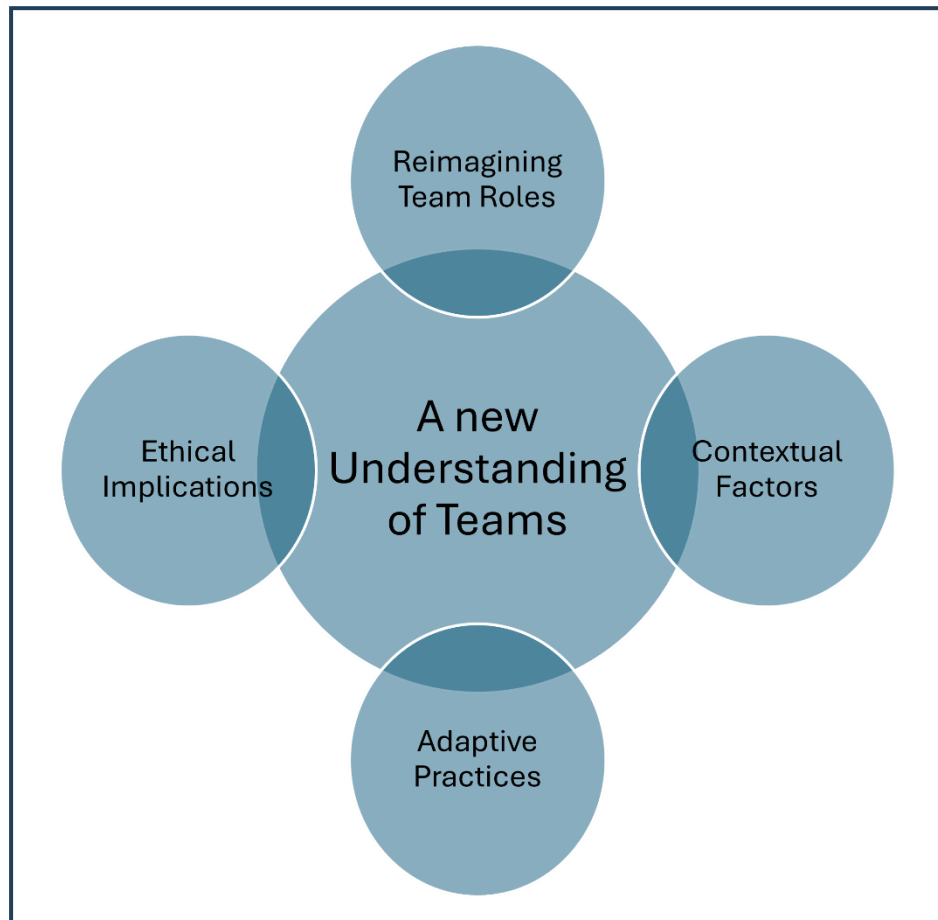 Reimagining
Team Roles
Ethical
Implications
A new
Understanding
of Teams
Contextual
Factors
Adaptive
Practices